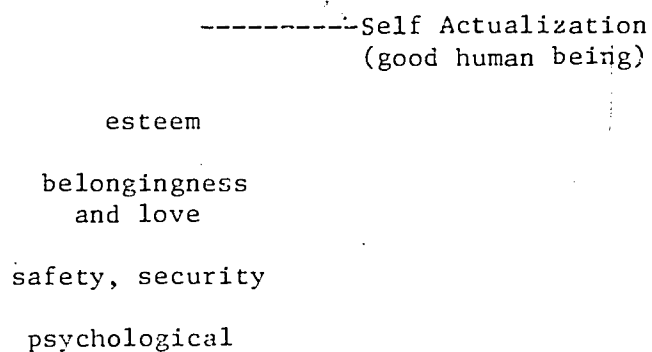 ----------Self Actualization
(good human being)
esteem
belongingness
and love
safety, security
psychological